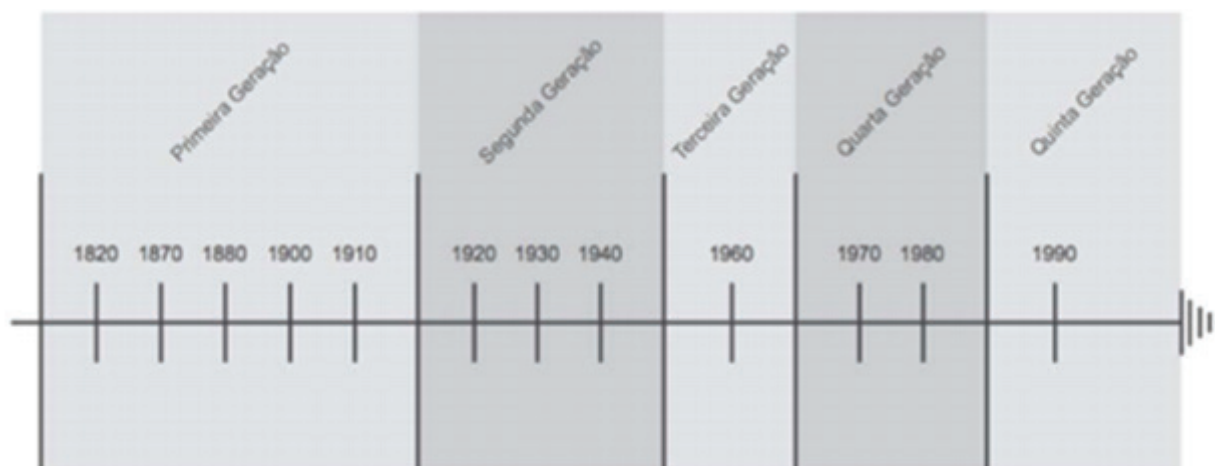 Primeira Geração
Segunda Geração
Terceira Geração
Quarta Geração
Quinta Geração
1820 1870 1880 1900 1910 1920 1930 1940 1960 1970 1980 1990